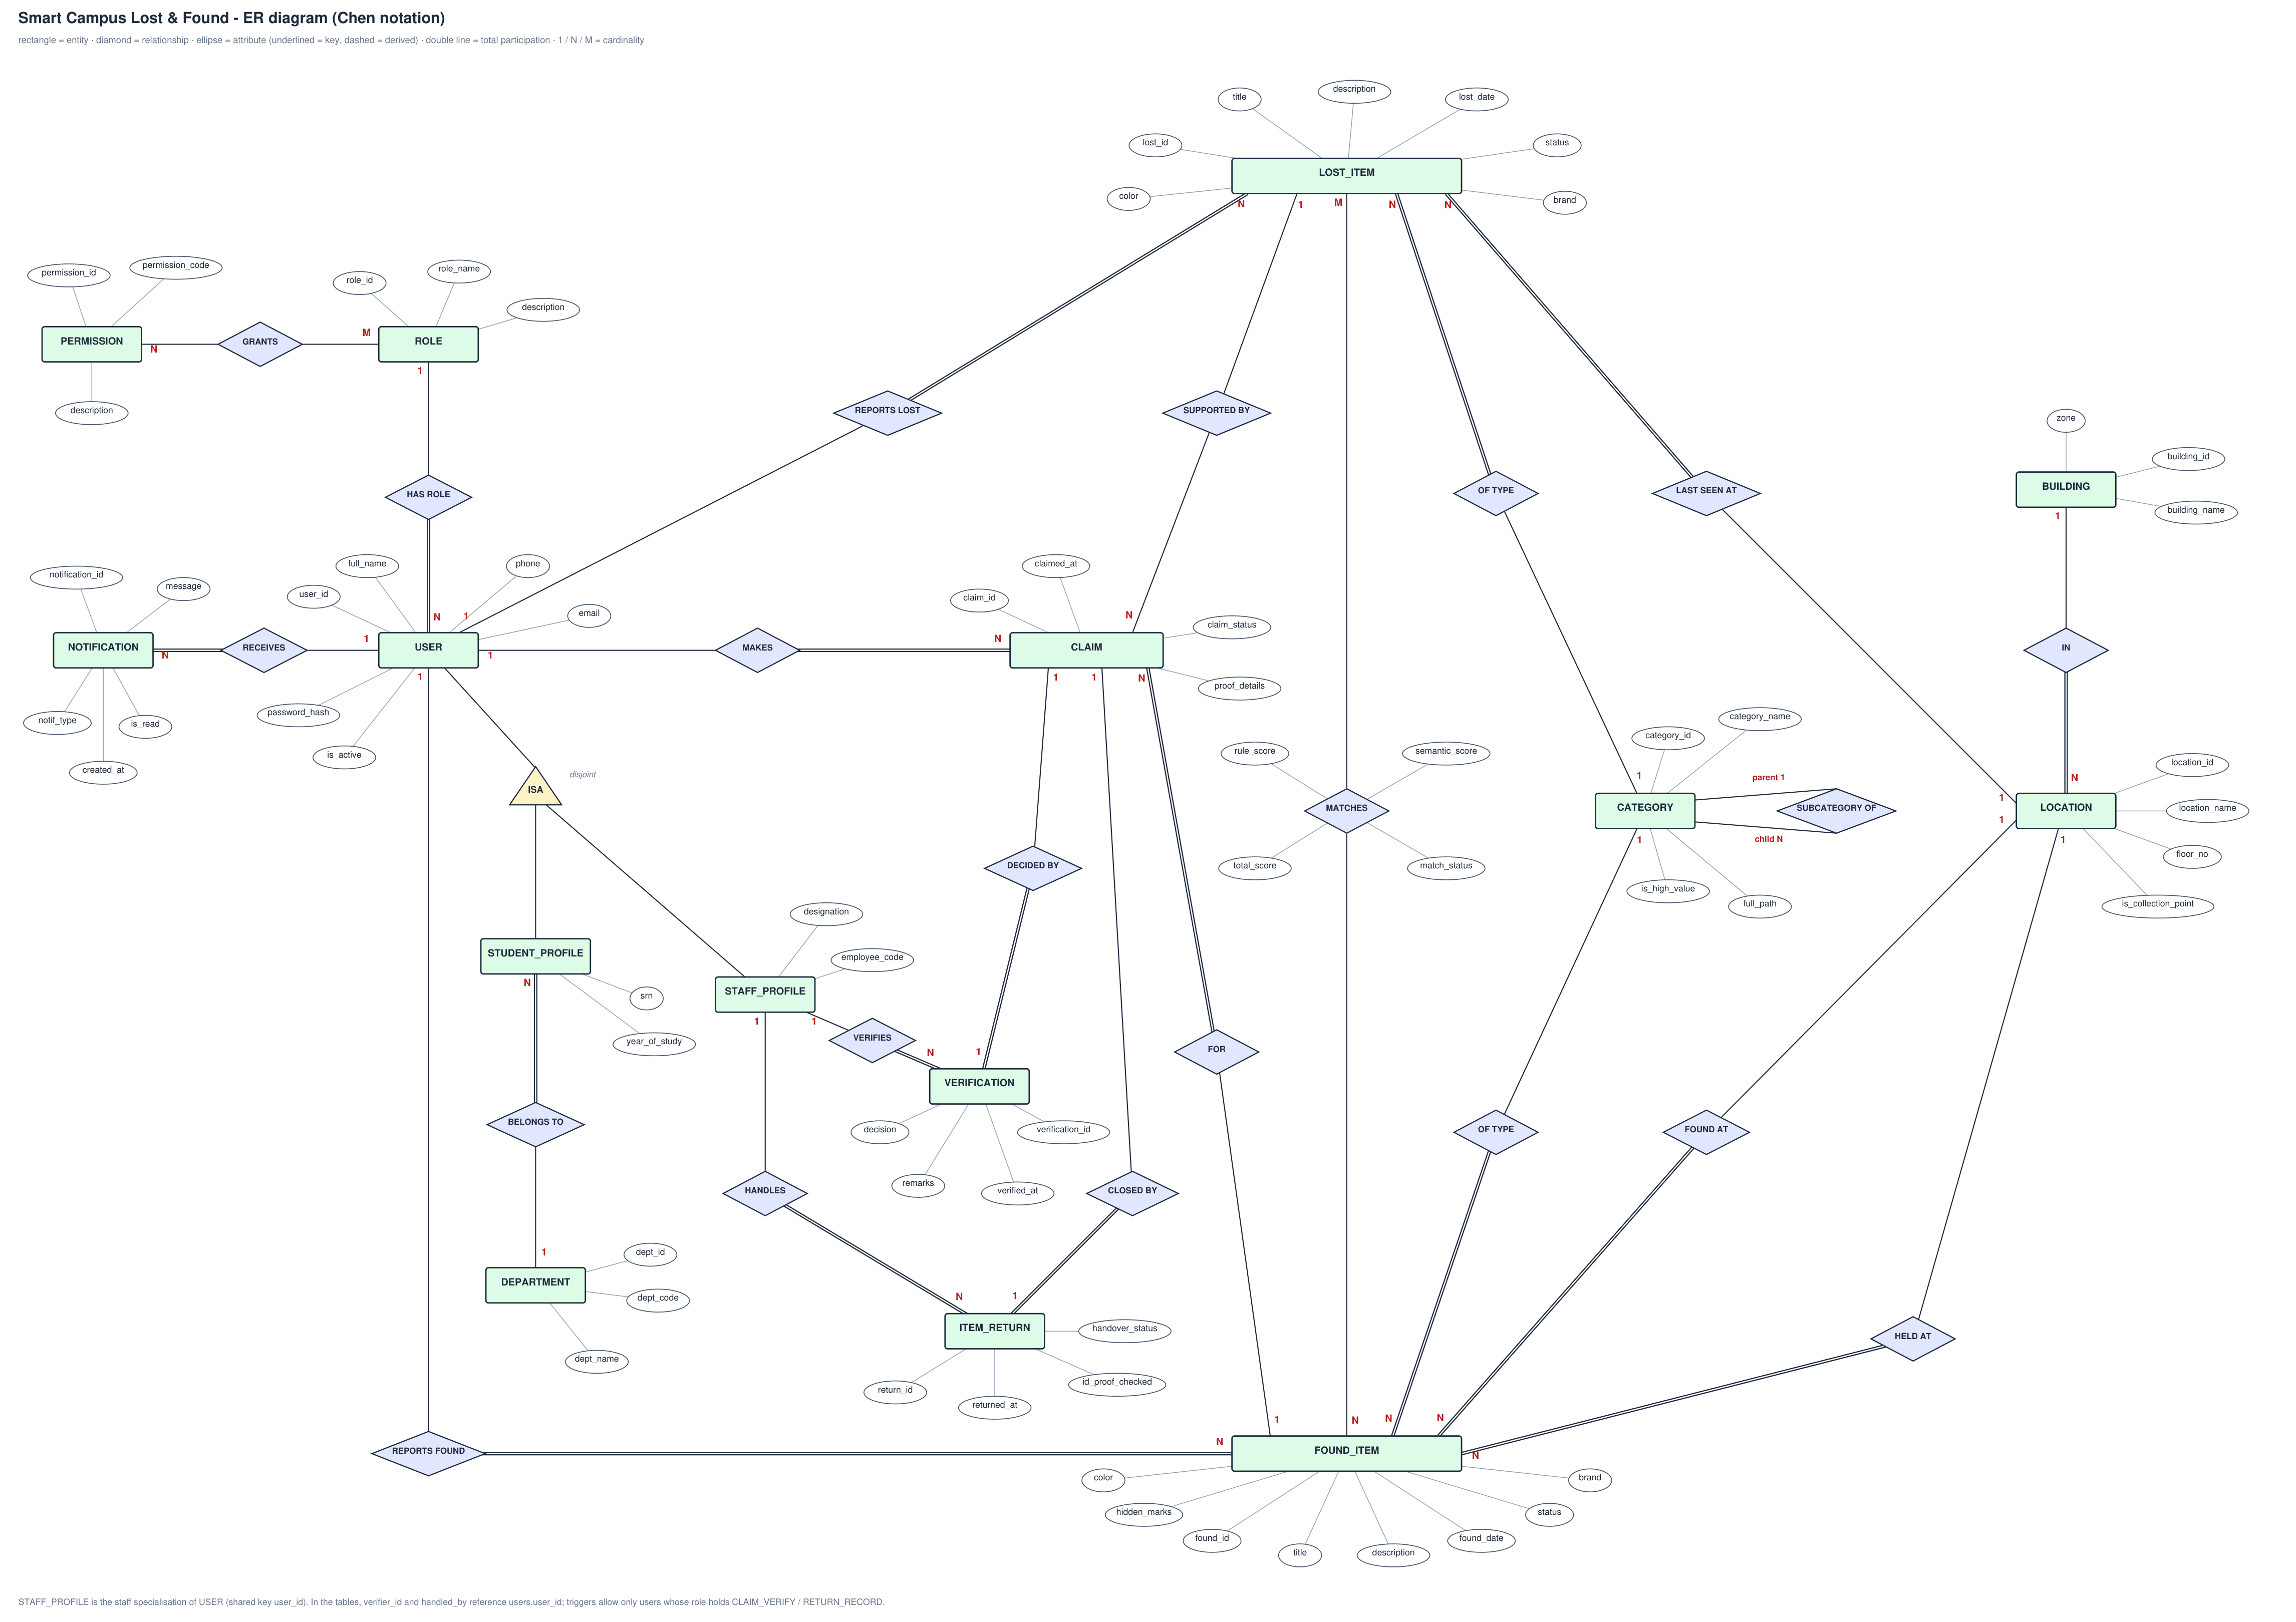 Smart Campus Lost & Found - ER diagram (Chen notation)
rectangle = entity · diamond = relationship · ellipse = attribute (underlined = key, dashed = derived) · double line = total participation · 1 / N / M = cardinality
title
description
lost_date
lost_id
status
color
brand
LOST_ITEM
N
1
M
N
N
permission_id
permission_code
role_id
role_name
description
PERMISSION
N
GRANTS
M
ROLE
1
description
REPORTS LOST
SUPPORTED BY
zone
building_id
building_name
BUILDING
1
HAS ROLE
OF TYPE
LAST SEEN AT
notification_id
message
full_name
user_id
phone
email
N
1
claimed_at
claim_id
claim_status
proof_details
N
NOTIFICATION
N
RECEIVES
1
USER
1
1
MAKES
N
CLAIM
1
1
N
IN
notif_type
is_read
created_at
password_hash
is_active
ISA
disjoint
rule_score
semantic_score
MATCHES
total_score
match_status
category_id
category_name
1
parent 1
CATEGORY
SUBCATEGORY OF
child N
1
is_high_value
full_path
N
location_id
1
LOCATION
location_name
1
1
floor_no
is_collection_point
DECIDED BY
designation
employee_code
STUDENT_PROFILE
N
srn
year_of_study
STAFF_PROFILE
1
1
VERIFIES
N
1
FOR
VERIFICATION
decision
verification_id
remarks
verified_at
BELONGS TO
OF TYPE
FOUND AT
HANDLES
CLOSED BY
1
dept_id
DEPARTMENT
dept_code
dept_name
N
1
ITEM_RETURN
handover_status
return_id
id_proof_checked
returned_at
HELD AT
1
N
N
N
REPORTS FOUND
N
FOUND_ITEM
N
color
brand
hidden_marks
status
found_id
found_date
title
description
STAFF_PROFILE is the staff specialisation of USER (shared key user_id). In the tables, verifier_id and handled_by reference users.user_id; triggers allow only users whose role holds CLAIM_VERIFY / RETURN_RECORD.